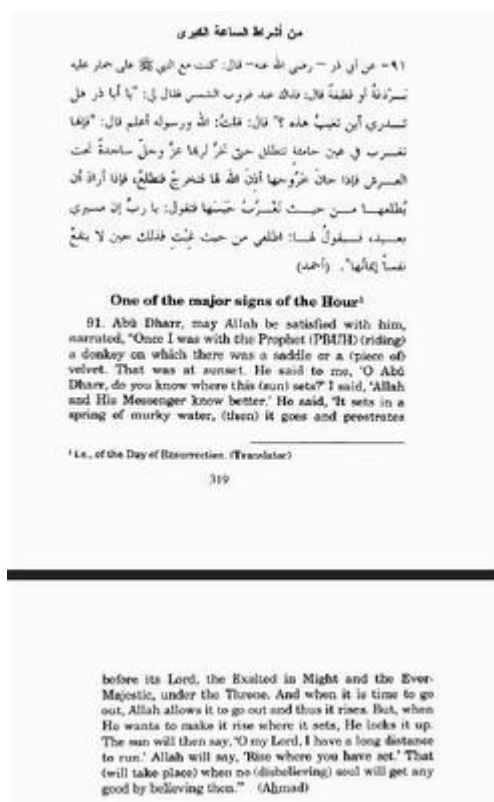 من أشراط الساعة الكبرى
٩١- عن أبي ذر – رضي الله عنه– قال: كنت مع النبي ﷺ على حمار عليه
بَرْدَعَةٌ أو قطيفةٌ قال: فذلك عند غروب الشمس فقال لي: "يا أبا ذر هل
تدري أين تغيبُ هذه ؟" قال: قلتُ: الله ورسوله أعلم قال: "فإنها
تغرب في عين حامئة تنطلق حتى تخرَّ لربها عزَّ وجلَّ ساجدةً تحت
العرش فإذا حانَ خروجها أذِنَ الله لها فتخرجُ فتطلعُ، فإذا أرادَ أن
يُطلعها من حيث تغْرُبُ حَبَسَها فتقول: يا ربِّ إن مسيري
بعيد، فيقولُ لها: اطلعي من حيث غِبْتِ فذلك حين لا ينفعُ
نفساً إيمانُها". (أحمد)
One of the major signs of the Hour¹
91. Abū Dharr, may Allah be satisfied with him,
narrated, "Once I was with the Prophet (PBUH) (riding)
a donkey on which there was a saddle or a (piece of)
velvet. That was at sunset. He said to me, 'O Abū
Dharr, do you know where this (sun) sets?' I said, 'Allah
and His Messenger know better.' He said, 'It sets in a
spring of murky water, (then) it goes and prostrates
¹ i.e., of the Day of Resurrection. (Translator)
319
before its Lord, the Exalted in Might and the Ever-
Majestic, under the Throne. And when it is time to go
out, Allah allows it to go out and thus it rises. But, when
He wants to make it rise where it sets, He locks it up.
The sun will then say, 'O my Lord, I have a long distance
to run.' Allah will say, 'Rise where you have set.' That
(will take place) when no (disbelieving) soul will get any
good by believing then." (Ahmad)